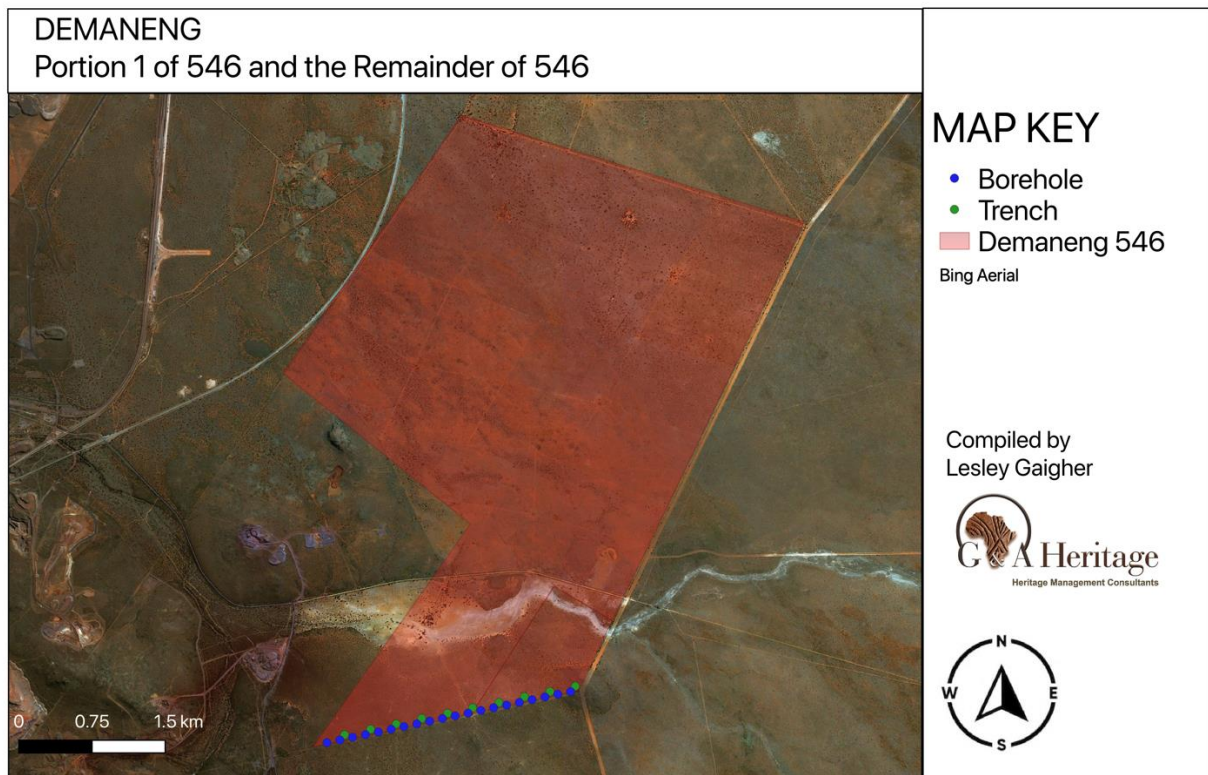 DEMANENG
Portion 1 of 546 and the Remainder of 546
MAP KEY
Borehole
Trench
Demaneng 546
Bing Aerial
Compiled by
Lesley Gaigher
G&A Heritage
Heritage Management Consultants
N
W E
S
0 0.75 1.5 km